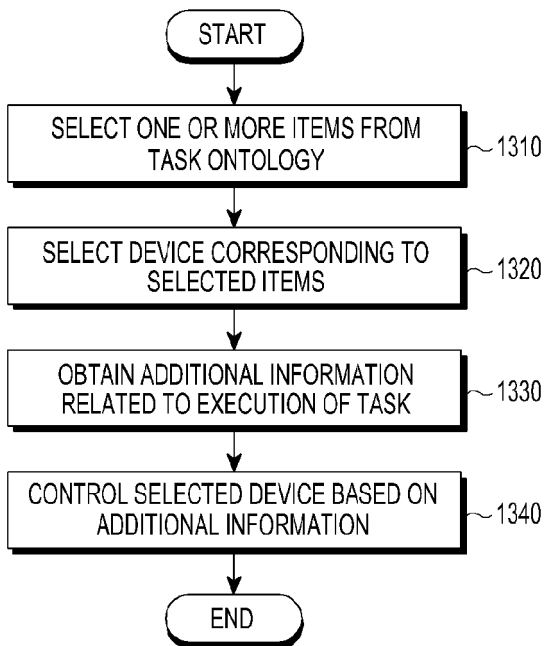 START
SELECT ONE OR MORE ITEMS FROM
TASK ONTOLOGY
1310
SELECT DEVICE CORRESPONDING TO
SELECTED ITEMS
1320
OBTAIN ADDITIONAL INFORMATION
RELATED TO EXECUTION OF TASK
1330
CONTROL SELECTED DEVICE BASED ON
ADDITIONAL INFORMATION
1340
END